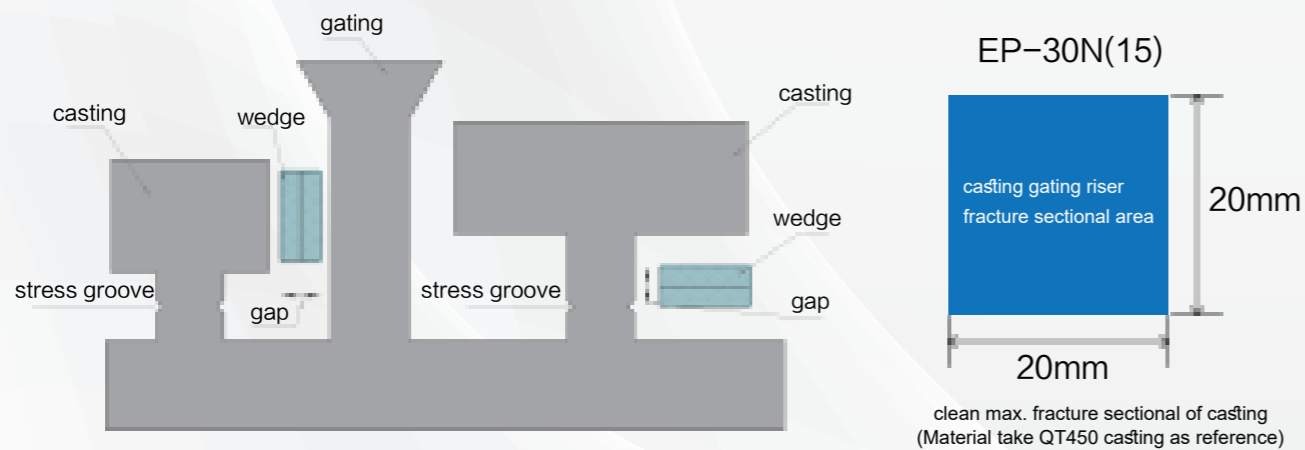 gating
casting
wedge
casting
wedge
stress groove
gap
stress groove
gap
EP-30N(15)
casting gating riser
fracture sectional area
20mm
20mm
clean max. fracture sectional of casting
(Material take QT450 casting as reference)